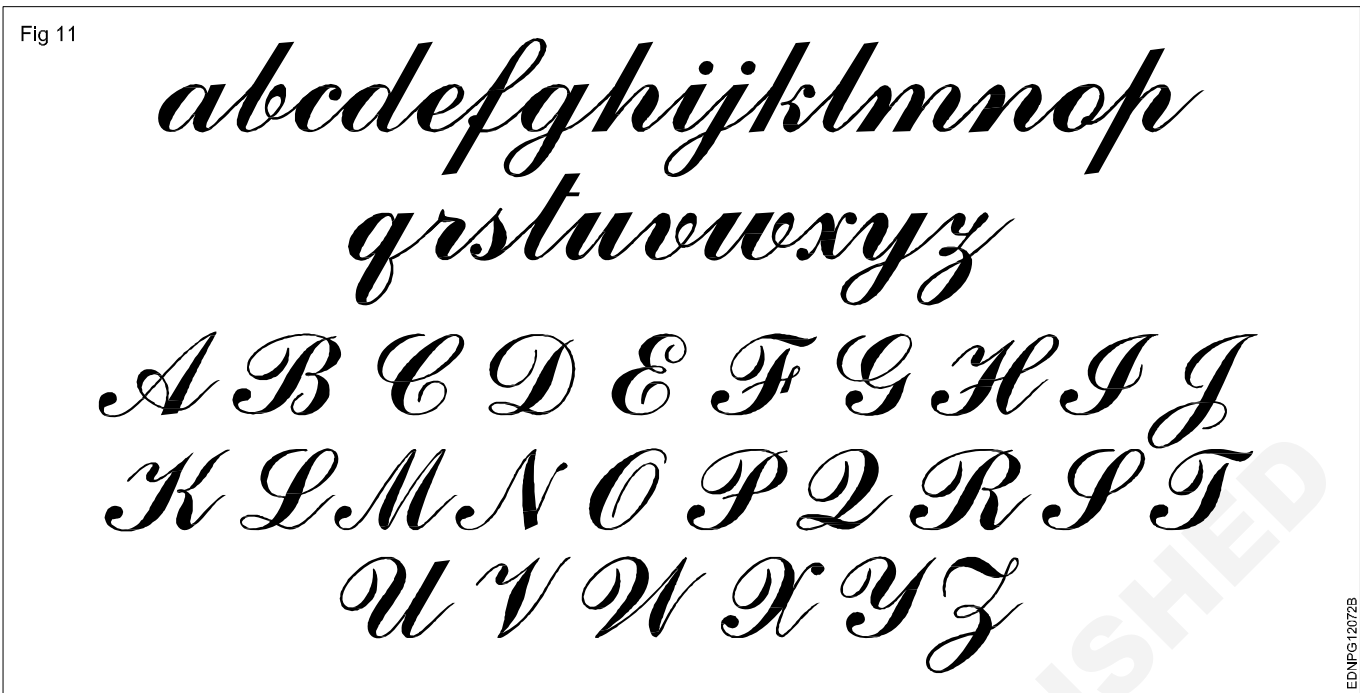 Fig 11
abcdefghijklmnop
qrstuvwxyz
A B C D E F G H I J
K L M N O P Q R S T
U V W X Y Z
EDNPG12072B